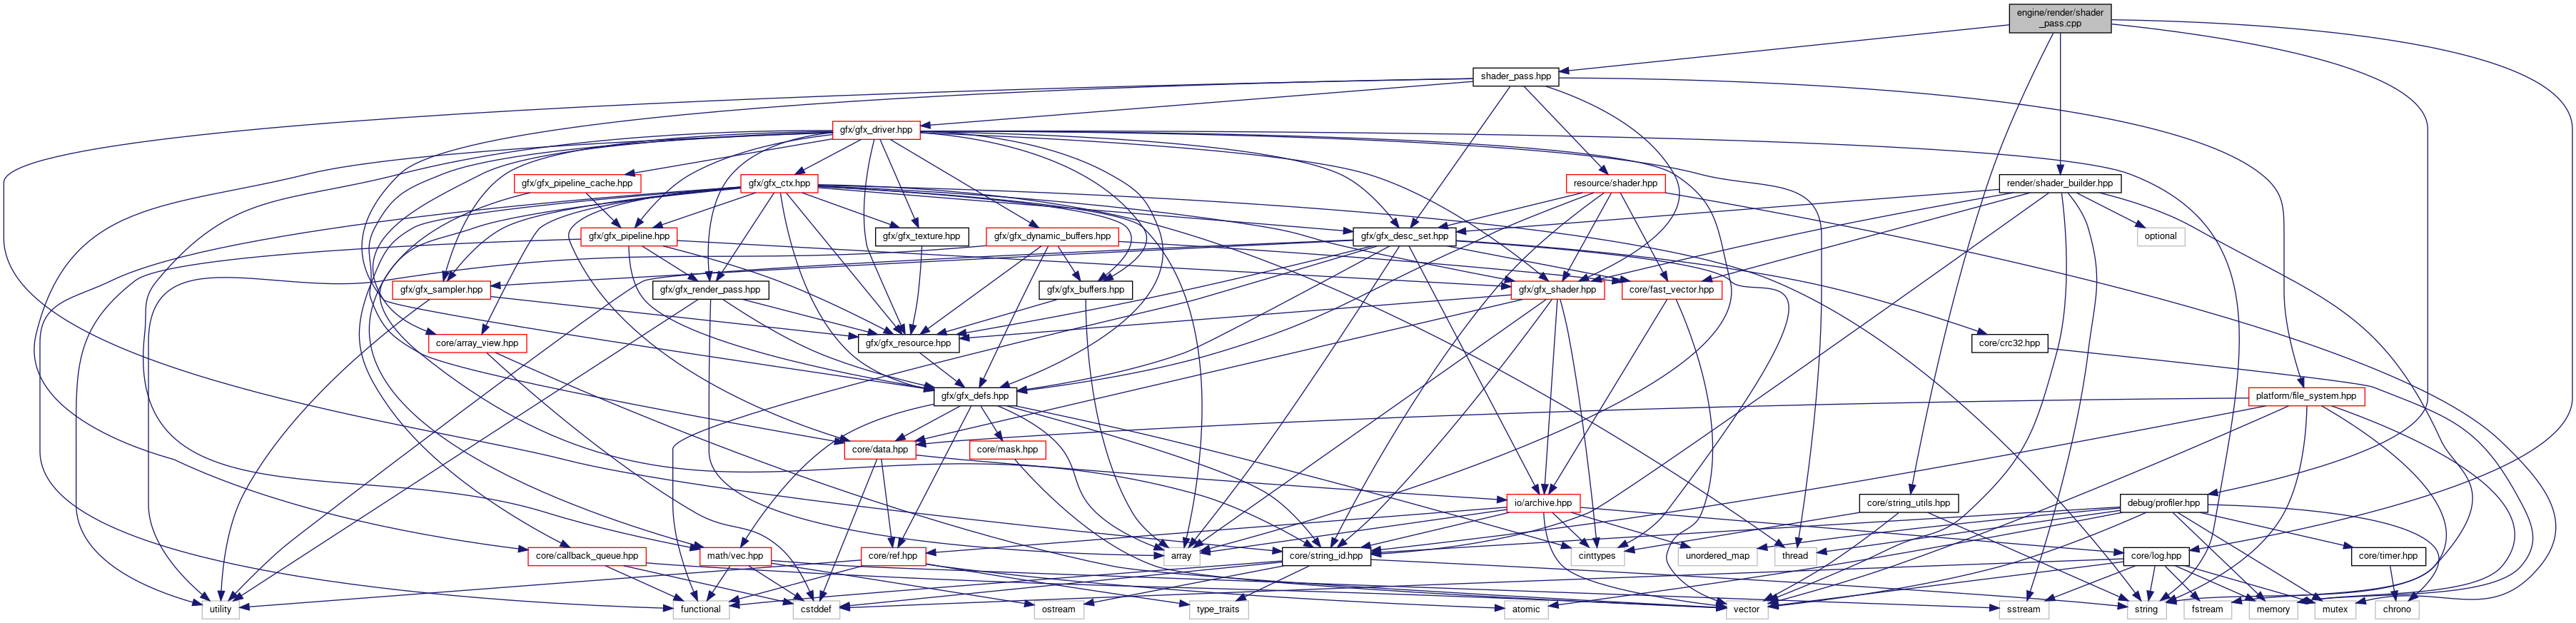 engine/render/shader
_pass.cpp
shader_pass.hpp
gfx/gfx_driver.hpp
gfx/gfx_pipeline_cache.hpp
gfx/gfx_ctx.hpp
resource/shader.hpp
render/shader_builder.hpp
gfx/gfx_pipeline.hpp
gfx/gfx_texture.hpp
gfx/gfx_dynamic_buffers.hpp
gfx/gfx_desc_set.hpp
optional
gfx/gfx_sampler.hpp
gfx/gfx_render_pass.hpp
gfx/gfx_buffers.hpp
gfx/gfx_shader.hpp
core/fast_vector.hpp
core/array_view.hpp
gfx/gfx_resource.hpp
core/crc32.hpp
gfx/gfx_defs.hpp
platform/file_system.hpp
core/data.hpp
core/mask.hpp
io/archive.hpp
core/string_utils.hpp
debug/profiler.hpp
core/callback_queue.hpp
math/vec.hpp
core/ref.hpp
array
core/string_id.hpp
cinttypes
unordered_map
thread
core/log.hpp
core/timer.hpp
utility
functional
cstddef
ostream
type_traits
atomic
vector
sstream
string
fstream
memory
mutex
chrono